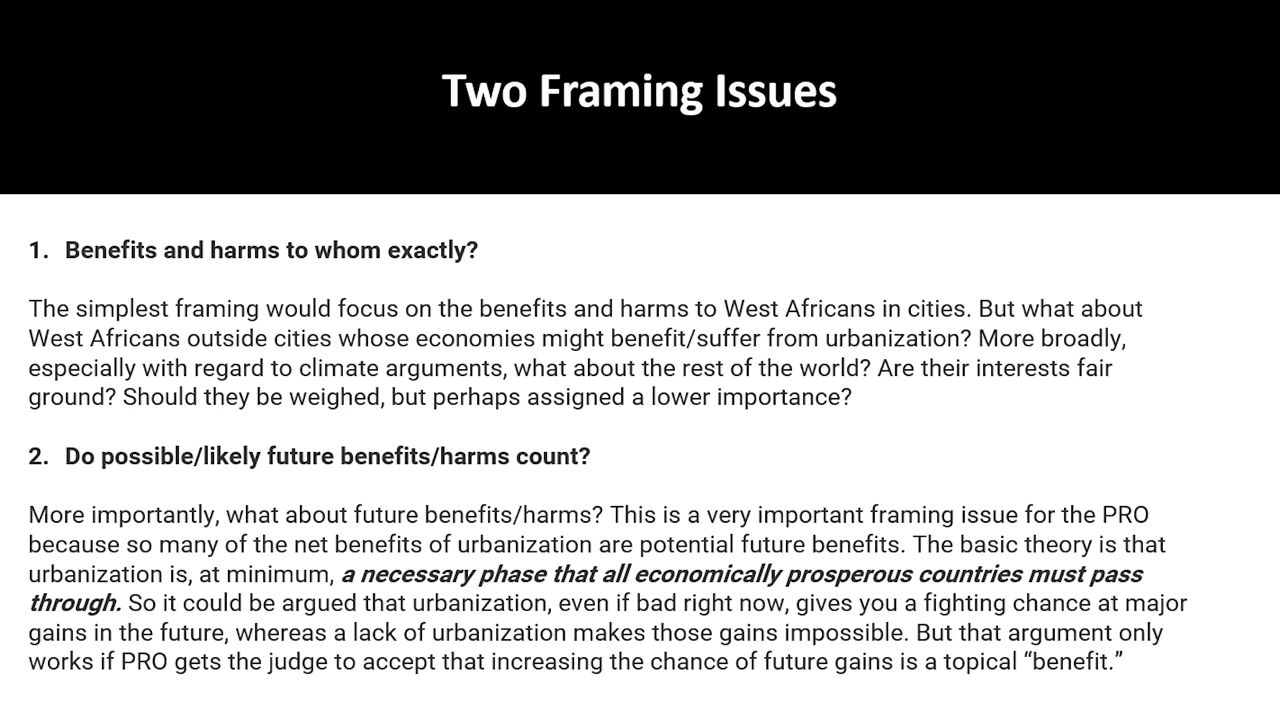 Two Framing Issues
1. Benefits and harms to whom exactly?
The simplest framing would focus on the benefits and harms to West Africans in cities. But what about
West Africans outside cities whose economies might benefit/suffer from urbanization? More broadly,
especially with regard to climate arguments, what about the rest of the world? Are their interests fair
ground? Should they be weighed, but perhaps assigned a lower importance?
2. Do possible/likely future benefits/harms count?
More importantly, what about future benefits/harms? This is a very important framing issue for the PRO
because so many of the net benefits of urbanization are potential future benefits. The basic theory is that
urbanization is, at minimum, a necessary phase that all economically prosperous countries must pass
through. So it could be argued that urbanization, even if bad right now, gives you a fighting chance at major
gains in the future, whereas a lack of urbanization makes those gains impossible. But that argument only
works if PRO gets the judge to accept that increasing the chance of future gains is a topical “benefit.”